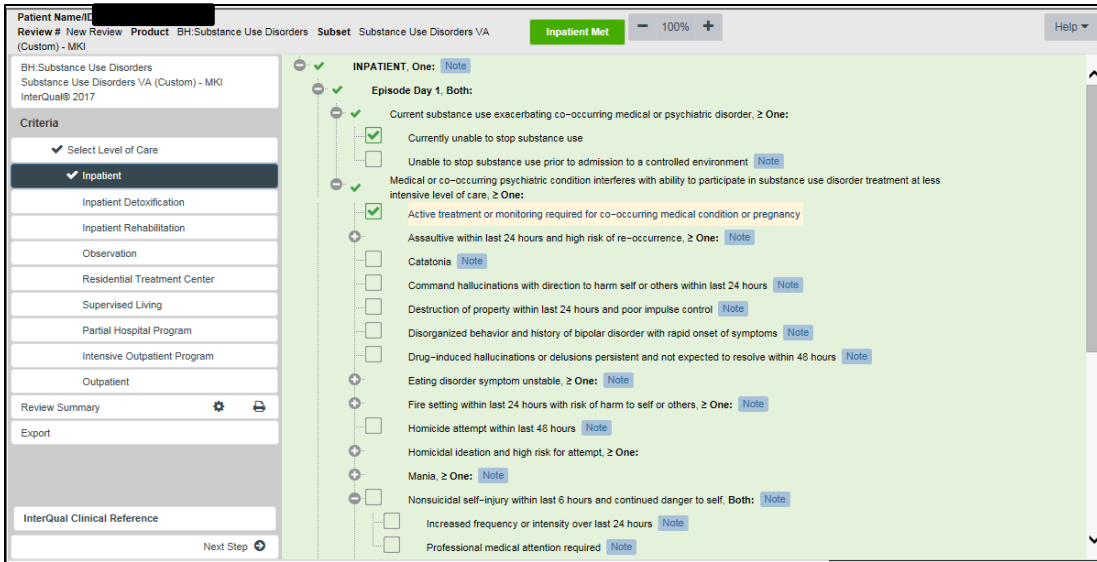 Patient Name/ID
Review # New Review Product BH:Substance Use Disorders Subset Substance Use Disorders VA
(Custom) - MKI
Inpatient Met
100%
Help
BH:Substance Use Disorders
Substance Use Disorders VA (Custom) - MKI
InterQual® 2017
Criteria
Select Level of Care
Inpatient
Inpatient Detoxification
Inpatient Rehabilitation
Observation
Residential Treatment Center
Supervised Living
Partial Hospital Program
Intensive Outpatient Program
Outpatient
Review Summary
Export
InterQual Clinical Reference
Next Step
INPATIENT, One: Note
Episode Day 1, Both:
Current substance use exacerbating co-occurring medical or psychiatric disorder, ≥ One:
Currently unable to stop substance use
Unable to stop substance use prior to admission to a controlled environment Note
Medical or co-occurring psychiatric condition interferes with ability to participate in substance use disorder treatment at less
intensive level of care, ≥ One:
Active treatment or monitoring required for co-occurring medical condition or pregnancy
Assaultive within last 24 hours and high risk of re-occurrence, ≥ One: Note
Catatonia Note
Command hallucinations with direction to harm self or others within last 24 hours Note
Destruction of property within last 24 hours and poor impulse control Note
Disorganized behavior and history of bipolar disorder with rapid onset of symptoms Note
Drug-induced hallucinations or delusions persistent and not expected to resolve within 48 hours Note
Eating disorder symptom unstable, ≥ One: Note
Fire setting within last 24 hours with risk of harm to self or others, ≥ One: Note
Homicide attempt within last 48 hours Note
Homicidal ideation and high risk for attempt, ≥ One:
Mania, ≥ One: Note
Nonsuicidal self-injury within last 6 hours and continued danger to self, Both: Note
Increased frequency or intensity over last 24 hours Note
Professional medical attention required Note